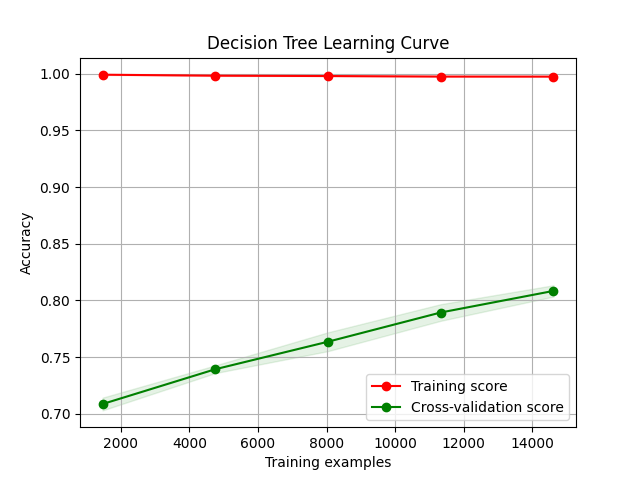 Decision Tree Learning Curve
1.00
0.95
0.90
0.85
0.80
0.75
0.70
Accuracy
Training score
Cross-validation score
2000 4000 6000 8000 10000 12000 14000
Training examples